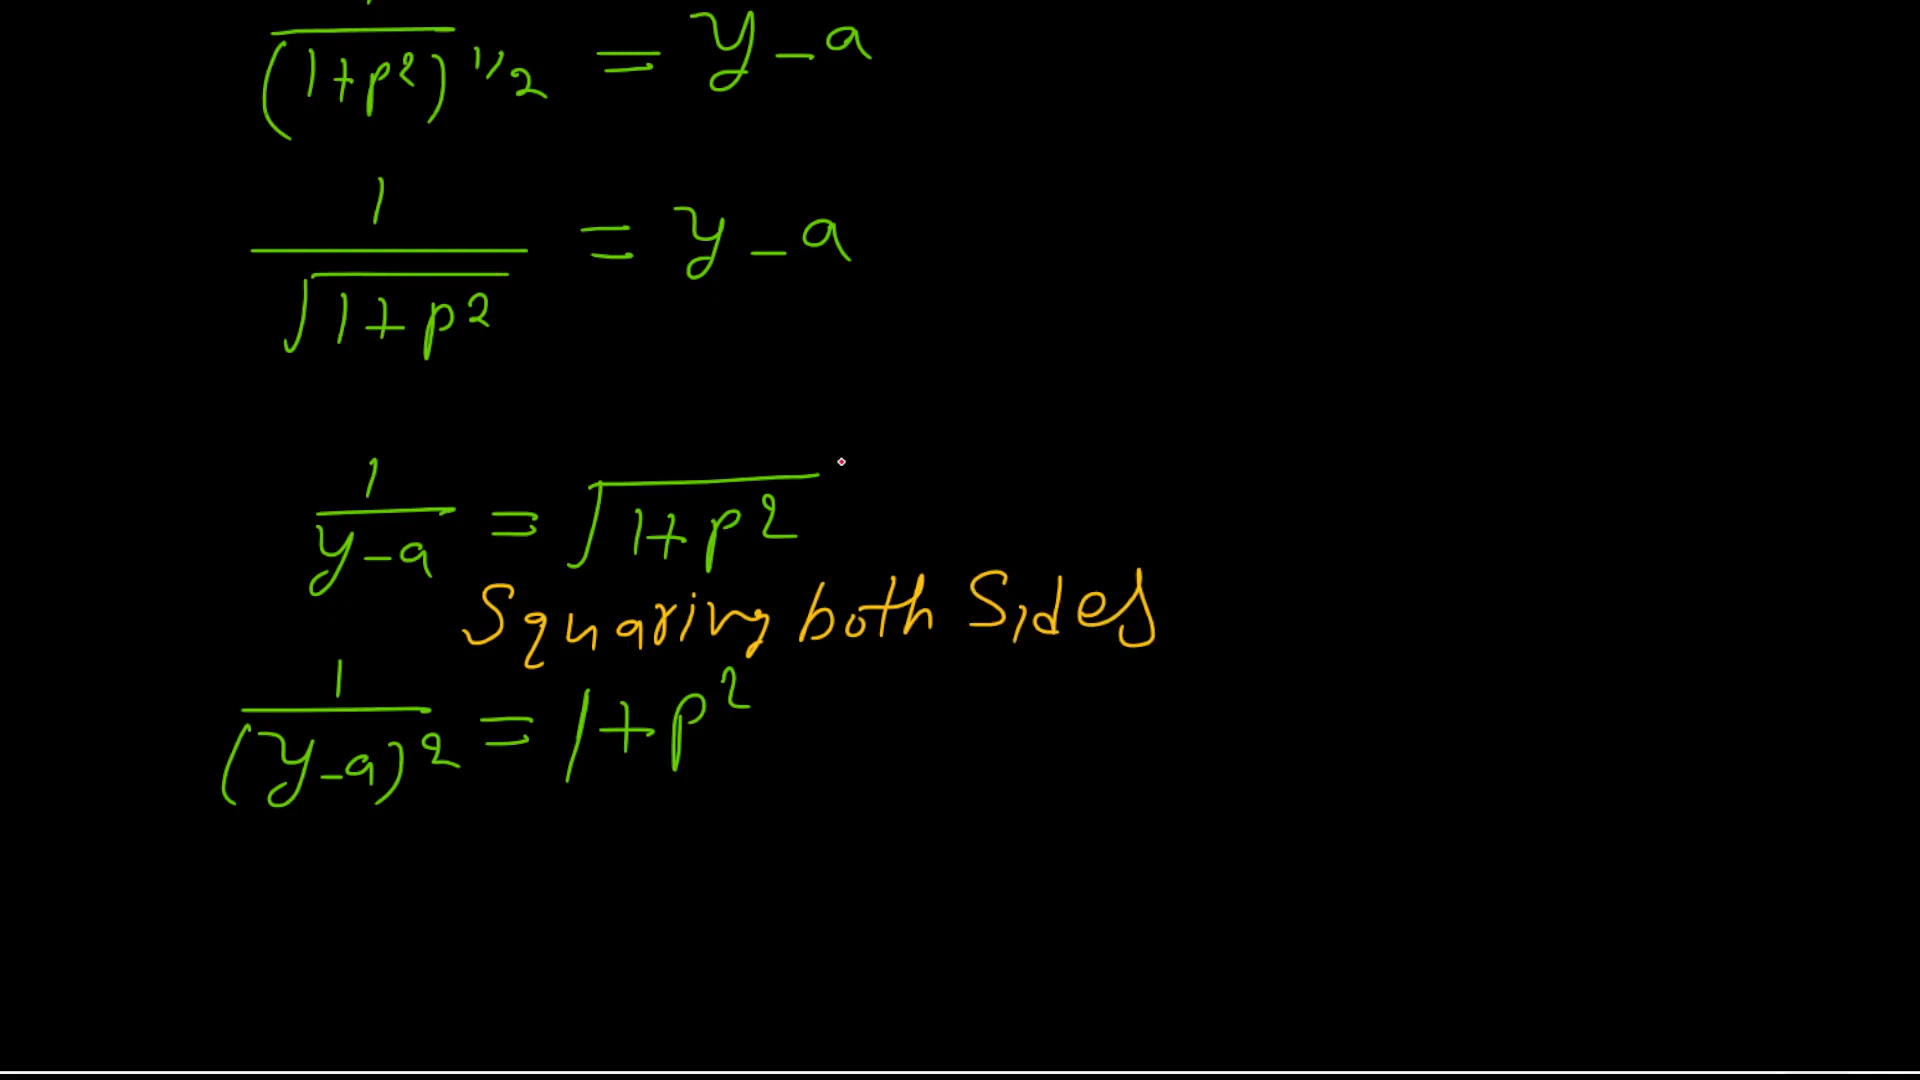 1/(1+p²)^1/2 = y-a
1/√(1+p²) = y-a
1/(y-a) = √(1+p²)
Squaring both Sides
1/(y-a)² = 1+p²